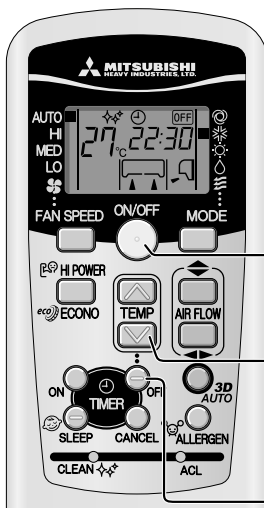 MITSUBISHI
HEAVY INDUSTRIES, LTD.
AUTO
HI
MED
LO
OFF
27°C 22:30
FAN SPEED
ON/OFF
MODE
HI POWER
eco ECONO
TEMP
AIR FLOW
ON
TIMER
OFF
3D
AUTO
SLEEP
CANCEL
ALLERGEN
CLEAN
ACL